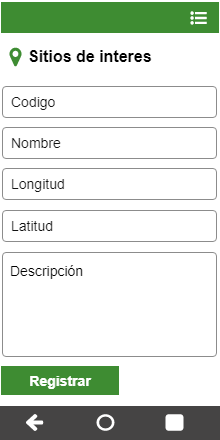 Sitios de interes
Codigo
Nombre
Longitud
Latitud
Descripción
Registrar